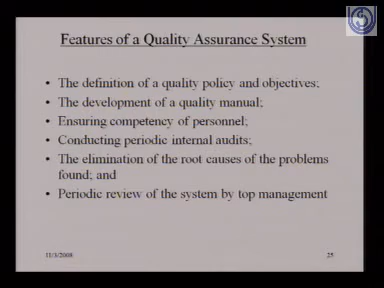 Features of a Quality Assurance System
• The definition of a quality policy and objectives;
• The development of a quality manual;
• Ensuring competency of personnel;
• Conducting periodic internal audits;
• The elimination of the root causes of the problems
found; and
• Periodic review of the system by top management
11/3/2008
25